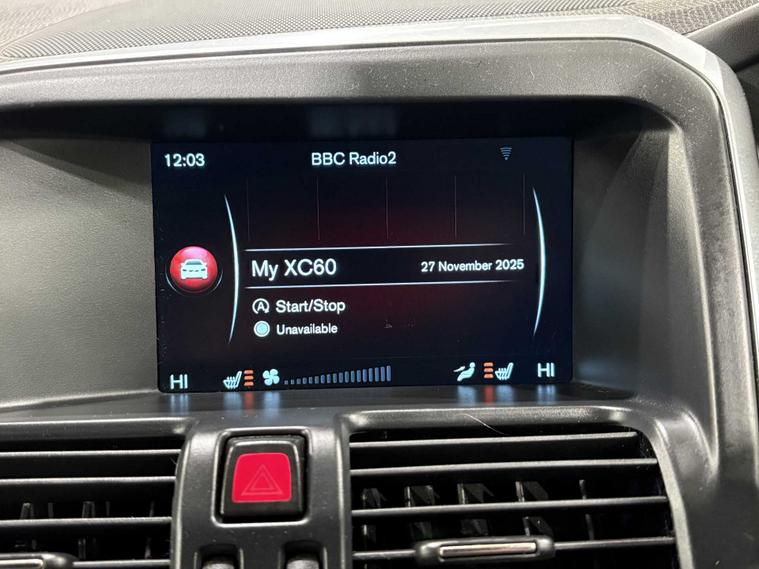 12:03 BBC Radio2
My XC60 27 November 2025
A Start/Stop
Unavailable
HI HI